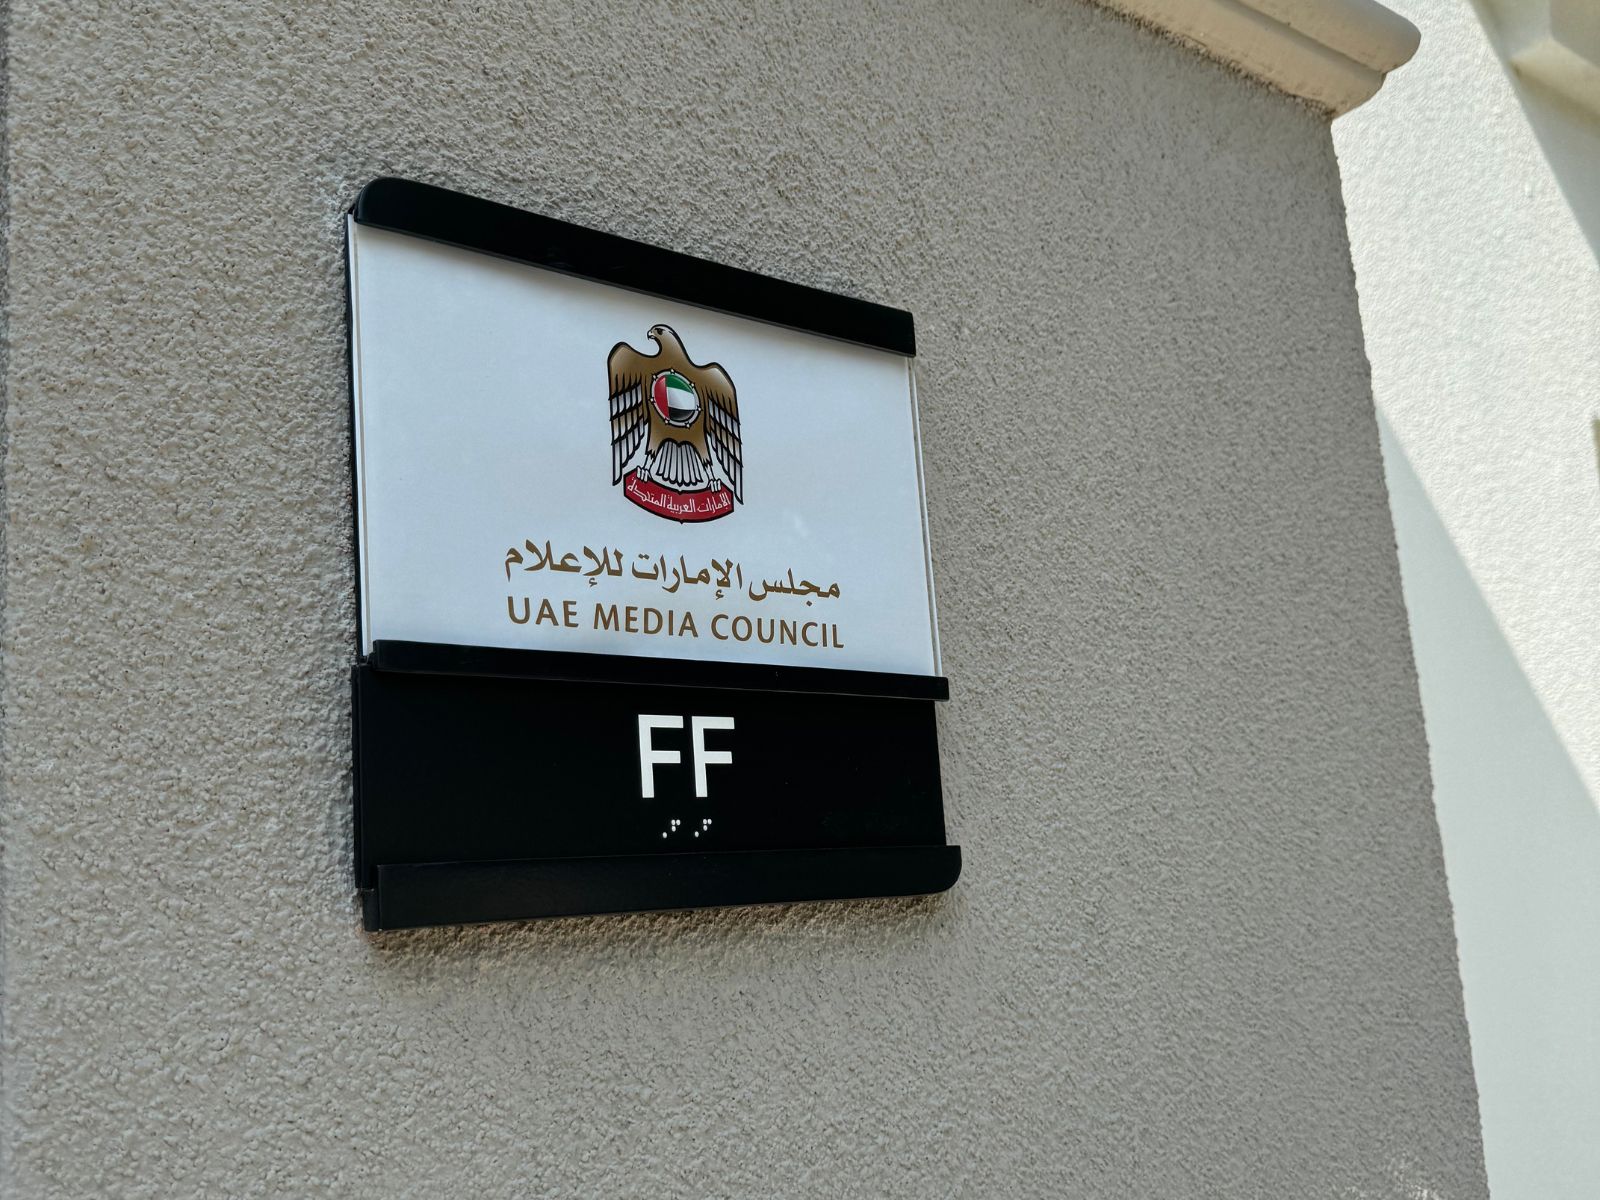 الإمارات العربية المتحدة
مجلس الإمارات للإعلام
UAE MEDIA COUNCIL
FF
⠠⠋⠠⠋